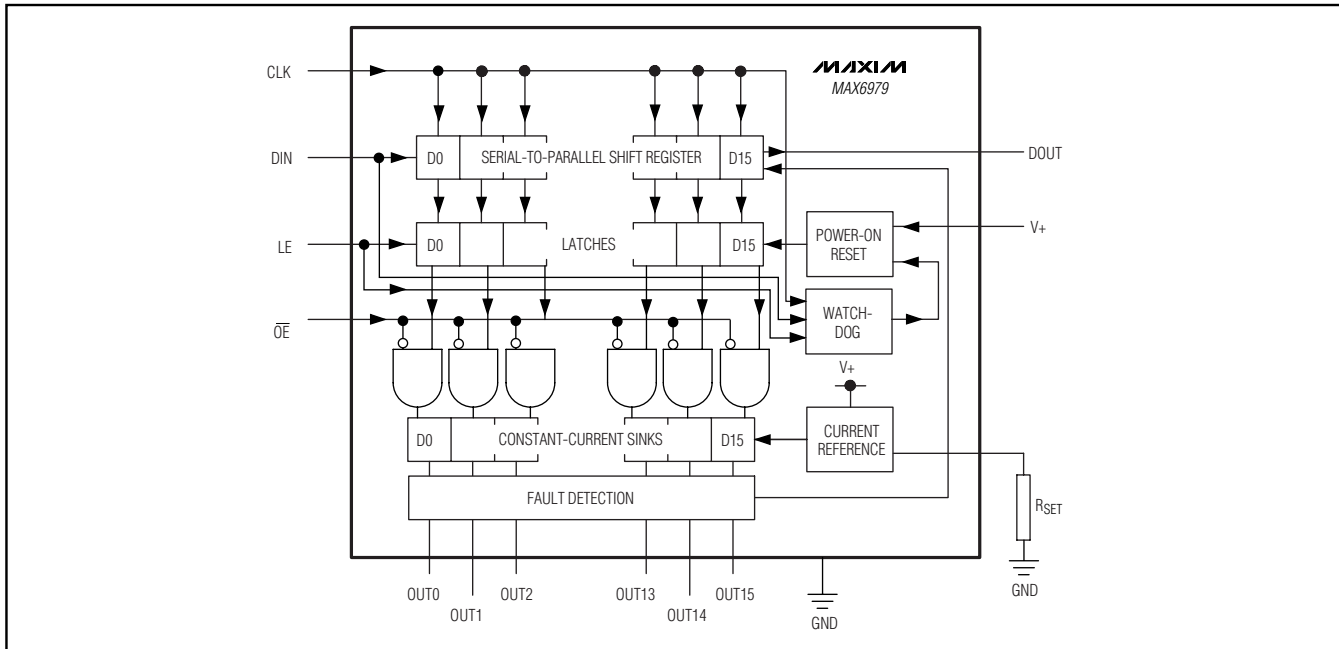 MAXIM
MAX6979
CLK
DIN
D0
SERIAL-TO-PARALLEL SHIFT REGISTER
D15
DOUT
LE
D0
LATCHES
D15
POWER-ON
RESET
V+
OE
WATCH-
DOG
V+
D0
CONSTANT-CURRENT SINKS
D15
CURRENT
REFERENCE
FAULT DETECTION
RSET
GND
OUT0
OUT1
OUT2
OUT13
OUT14
OUT15
GND